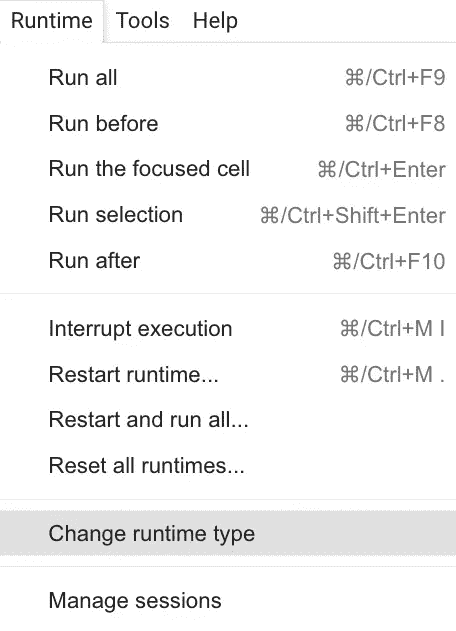 Runtime Tools Help
Run all ⌘/Ctrl+F9
Run before ⌘/Ctrl+F8
Run the focused cell ⌘/Ctrl+Enter
Run selection ⌘/Ctrl+Shift+Enter
Run after ⌘/Ctrl+F10
Interrupt execution ⌘/Ctrl+M I
Restart runtime... ⌘/Ctrl+M .
Restart and run all...
Reset all runtimes...
Change runtime type
Manage sessions